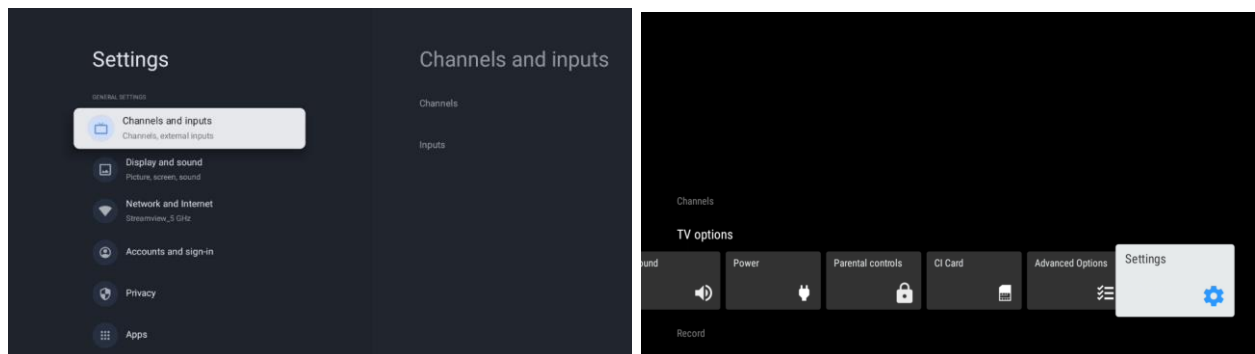 Settings
GENERAL SETTINGS
Channels and inputs
Channels, external inputs
Display and sound
Picture, screen, sound
Network and Internet
Streamview_5 GHz
Accounts and sign-in
Privacy
Apps
Channels and inputs
Channels
Inputs
Channels
TV options
ound
Power
Parental controls
CI Card
Advanced Options
Settings
Record